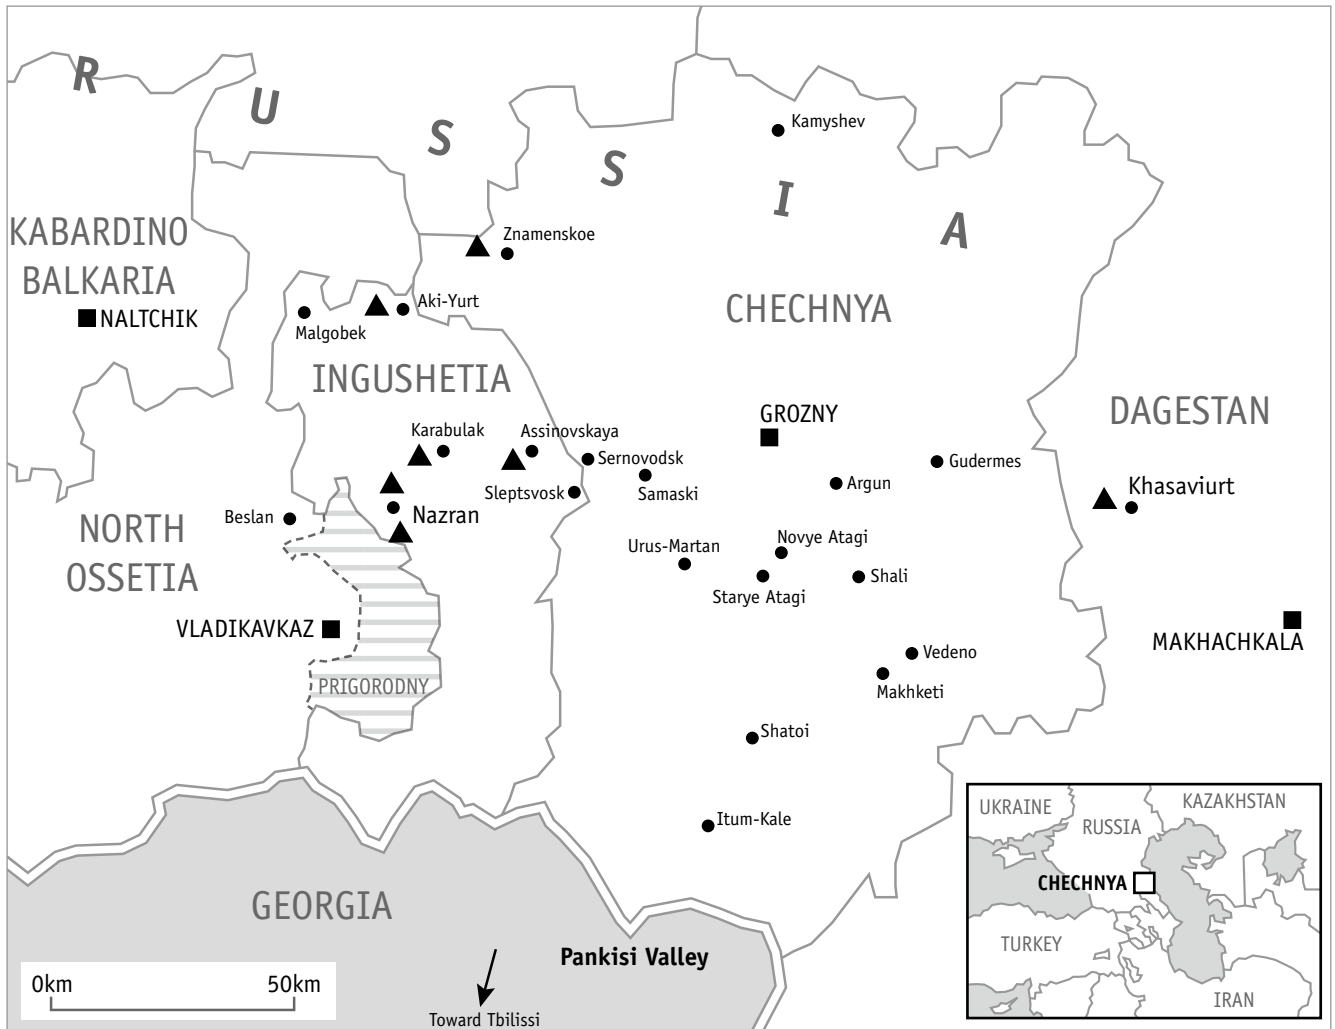 R U S S I A
Kamyshev
KABARDINO
BALKARIA
NALTCHIK
Znamenskoe
Aki-Yurt
Malgobek
CHECHNYA
INGUSHETIA
DAGESTAN
GROZNY
Karabulak
Assinovskaya
Sernovodsk
Gudermes
Sleptsvosk
Samaski
Argun
Khasaviurt
Nazran
Beslan
NORTH
OSSETIA
Urus-Martan
Novye Atagi
Shali
Starye Atagi
VLADIKAVKAZ
MAKHACHKALA
Vedeno
PRIGORODNY
Makhketi
Shatoi
Itum-Kale
GEORGIA
Pankisi Valley
Toward Tbilissi
0km 50km
UKRAINE
KAZAKHSTAN
RUSSIA
CHECHNYA
TURKEY
IRAN